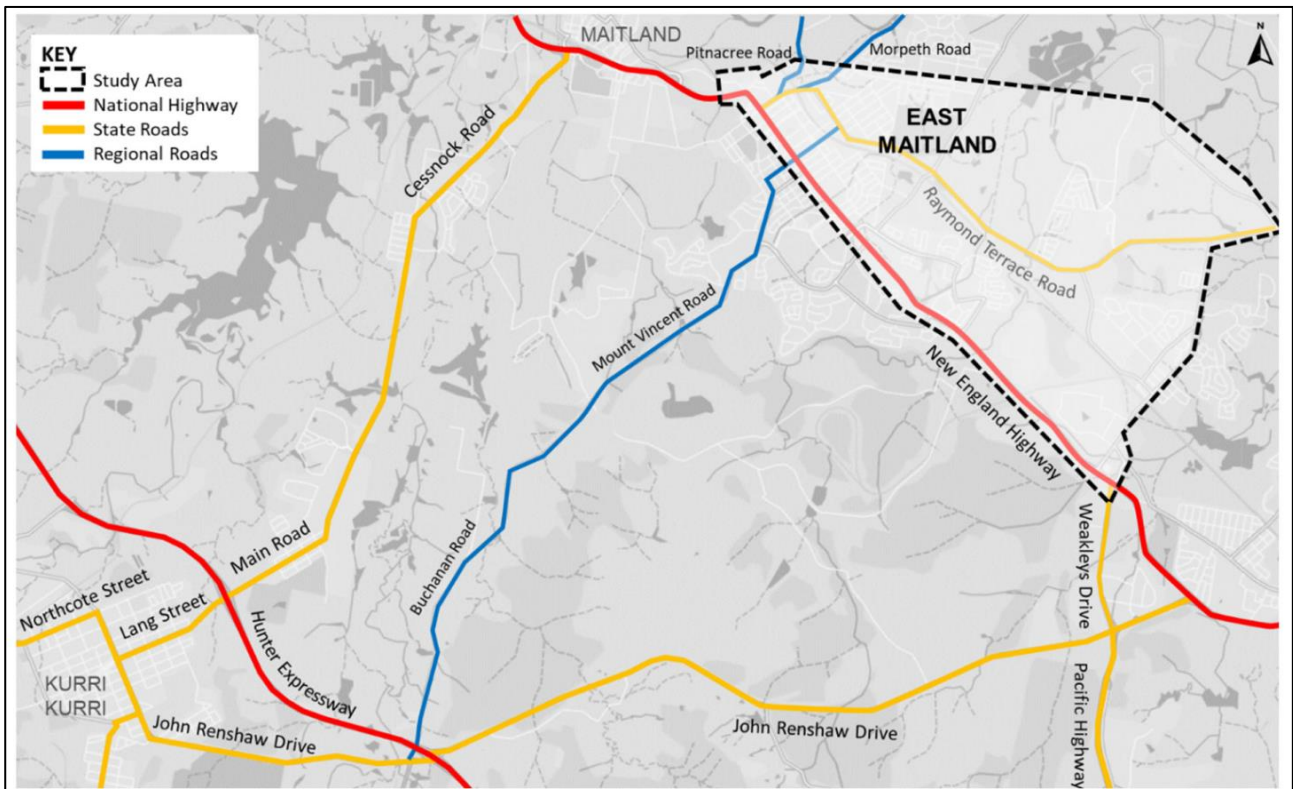 KEY
Study Area
National Highway
State Roads
Regional Roads
MAITLAND
Pitnacree Road
Morpeth Road
N
Cessnock Road
EAST
MAITLAND
Raymond Terrace Road
Mount Vincent Road
New England Highway
Buchanan Road
Main Road
Northcote Street
Lang Street
Hunter Expressway
Weakleys Drive
KURRI
KURRI
John Renshaw Drive
John Renshaw Drive
Pacific Highway